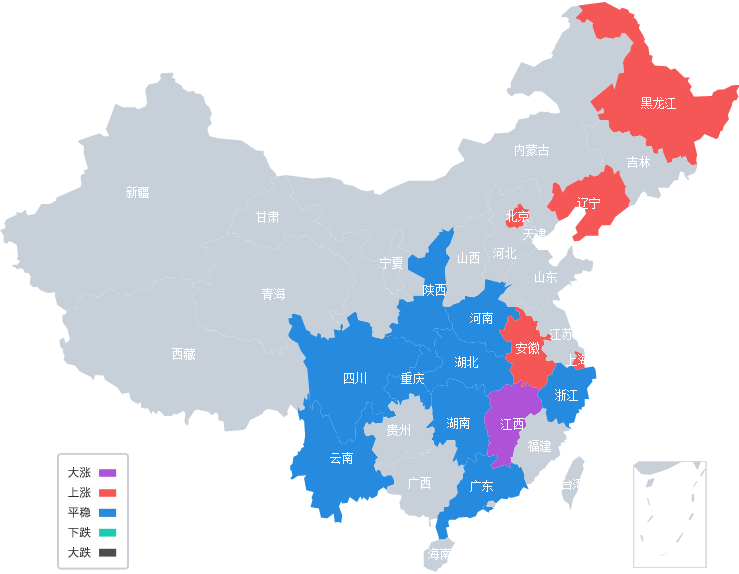 黑龙江
内蒙古
吉林
新疆
辽宁
北京
甘肃
天津
河北
山西
宁夏
山东
陕西
青海
河南
江苏
安徽
西藏
上海
湖北
四川
重庆
浙江
湖南
江西
贵州
福建
云南
广西
广东
台湾
海南
大涨
上涨
平稳
下跌
大跌